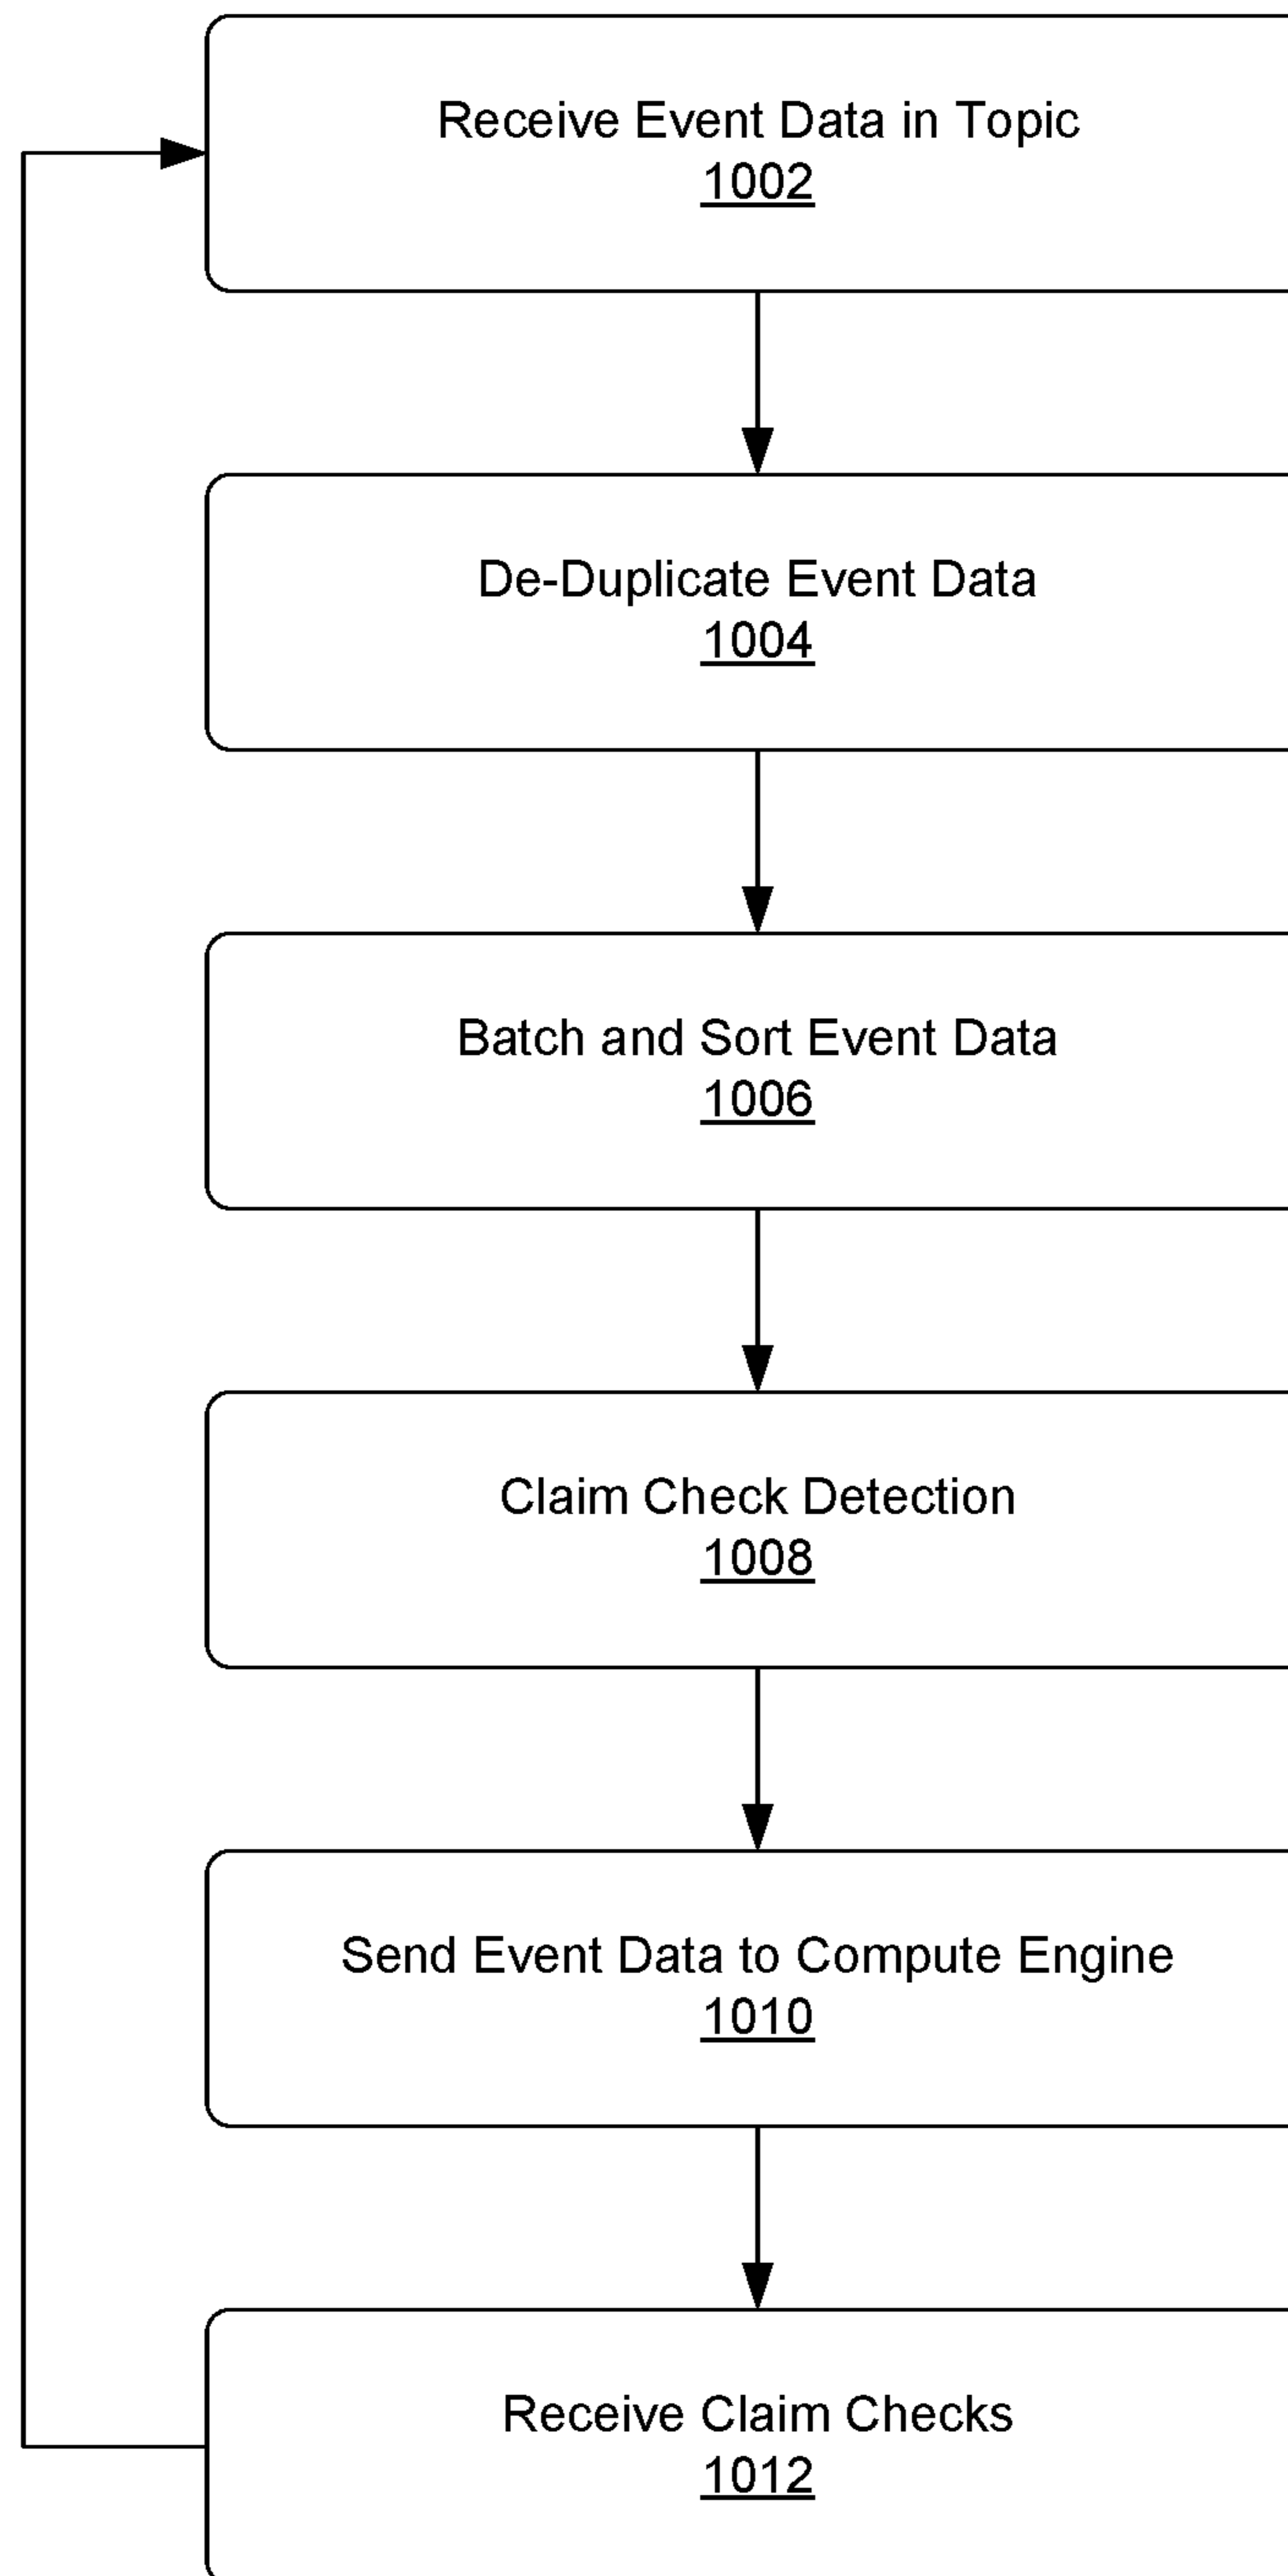 Receive Event Data in Topic
1002
De-Duplicate Event Data
1004
Batch and Sort Event Data
1006
Claim Check Detection
1008
Send Event Data to Compute Engine
1010
Receive Claim Checks
1012